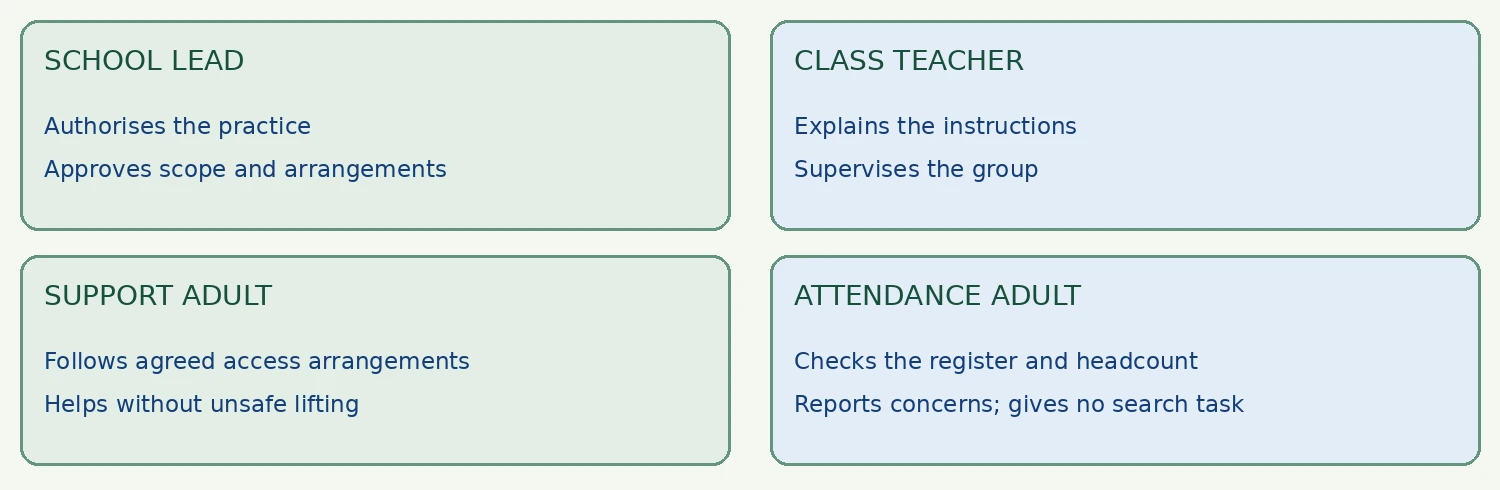 SCHOOL LEAD
Authorises the practice
Approves scope and arrangements
CLASS TEACHER
Explains the instructions
Supervises the group
SUPPORT ADULT
Follows agreed access arrangements
Helps without unsafe lifting
ATTENDANCE ADULT
Checks the register and headcount
Reports concerns; gives no search task